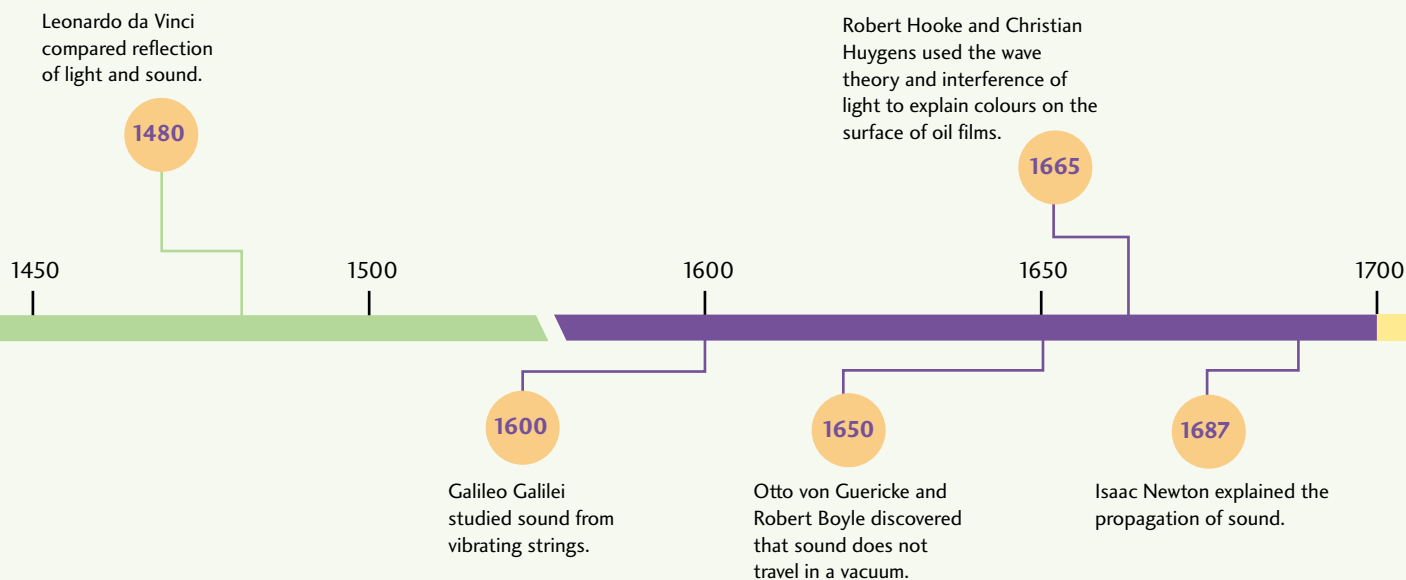 Leonardo da Vinci
compared reflection
of light and sound.
1480
Robert Hooke and Christian
Huygens used the wave
theory and interference of
light to explain colours on the
surface of oil films.
1665
1450
1500
1600
1650
1700
1600
Galileo Galilei
studied sound from
vibrating strings.
1650
Otto von Guericke and
Robert Boyle discovered
that sound does not
travel in a vacuum.
1687
Isaac Newton explained the
propagation of sound.